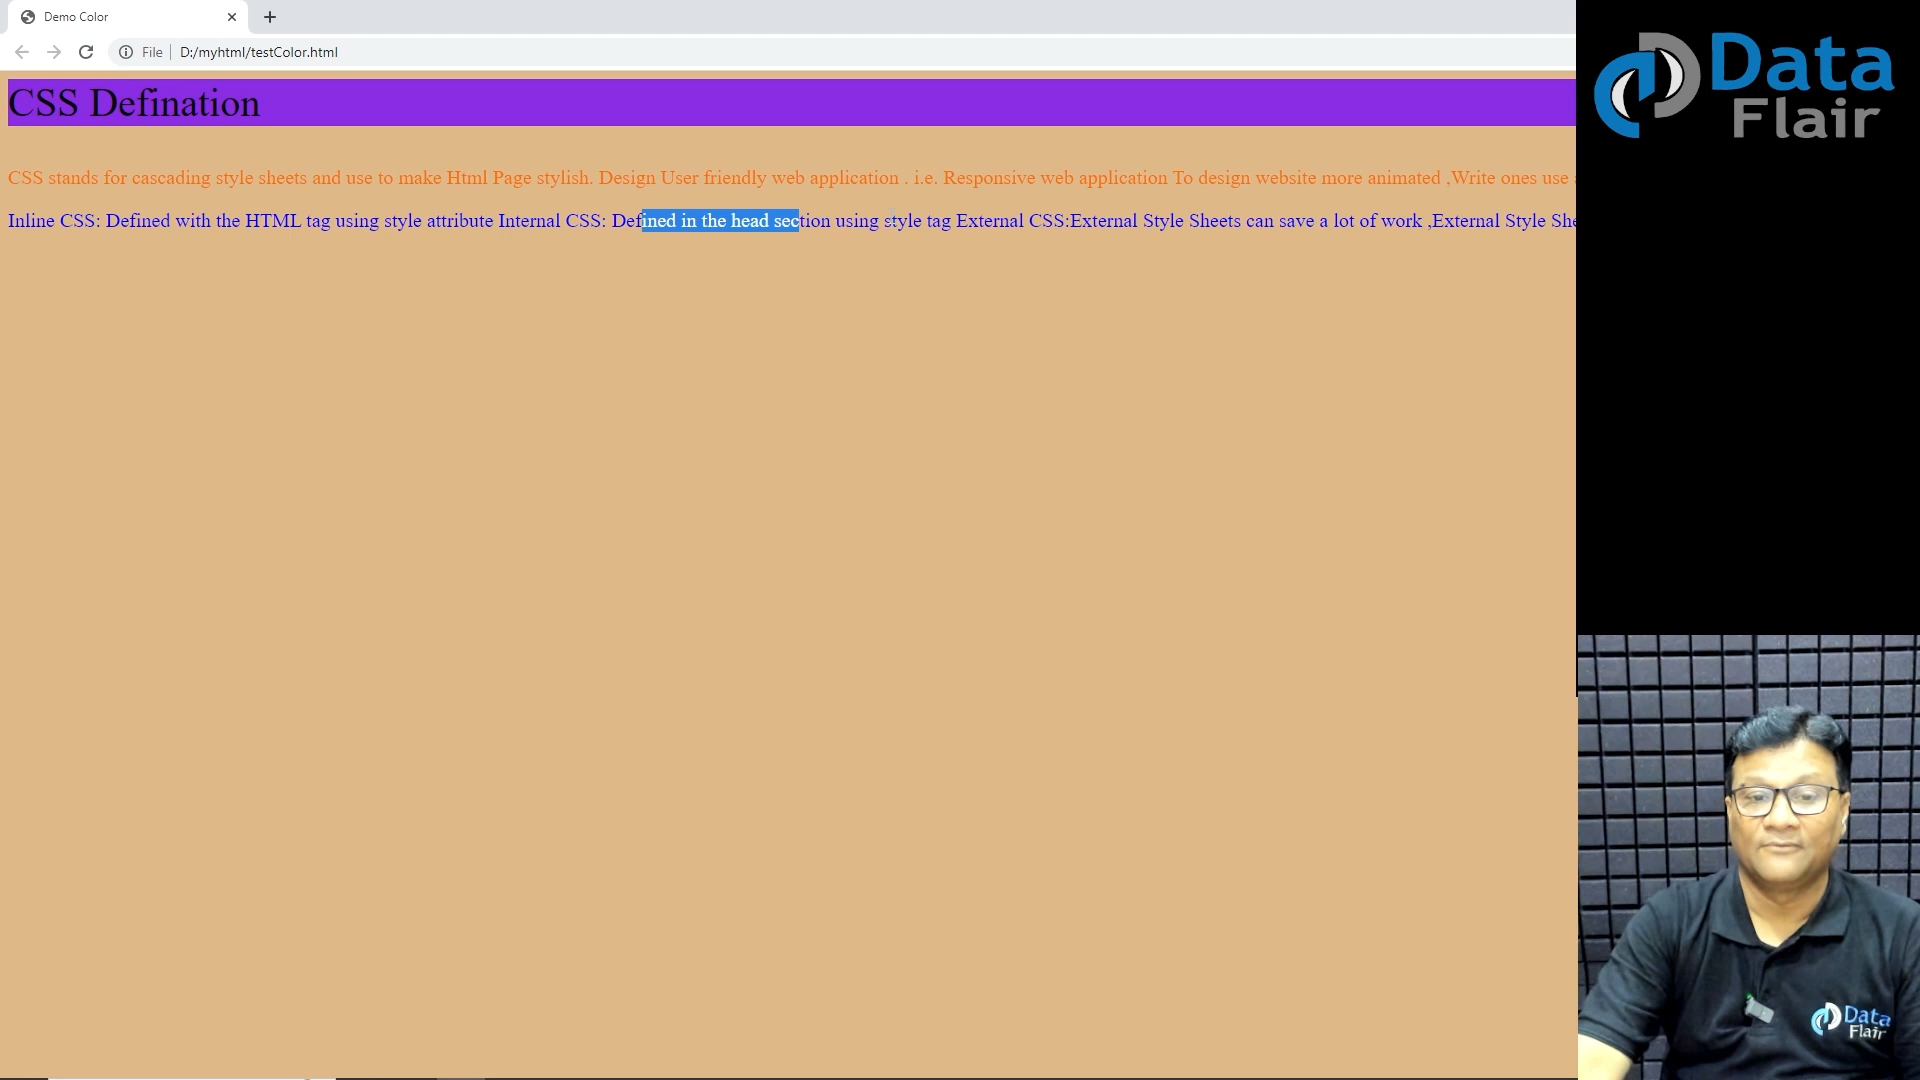 Demo Color
File D:/myhtml/testColor.html
Data
Flair
CSS Defination
CSS stands for cascading style sheets and use to make Html Page stylish. Design User friendly web application . i.e. Responsive web application To design website more animated ,Write ones use
Inline CSS: Defined with the HTML tag using style attribute Internal CSS: Defined in the head section using style tag External CSS:External Style Sheets can save a lot of work ,External Style She
Data
Flair